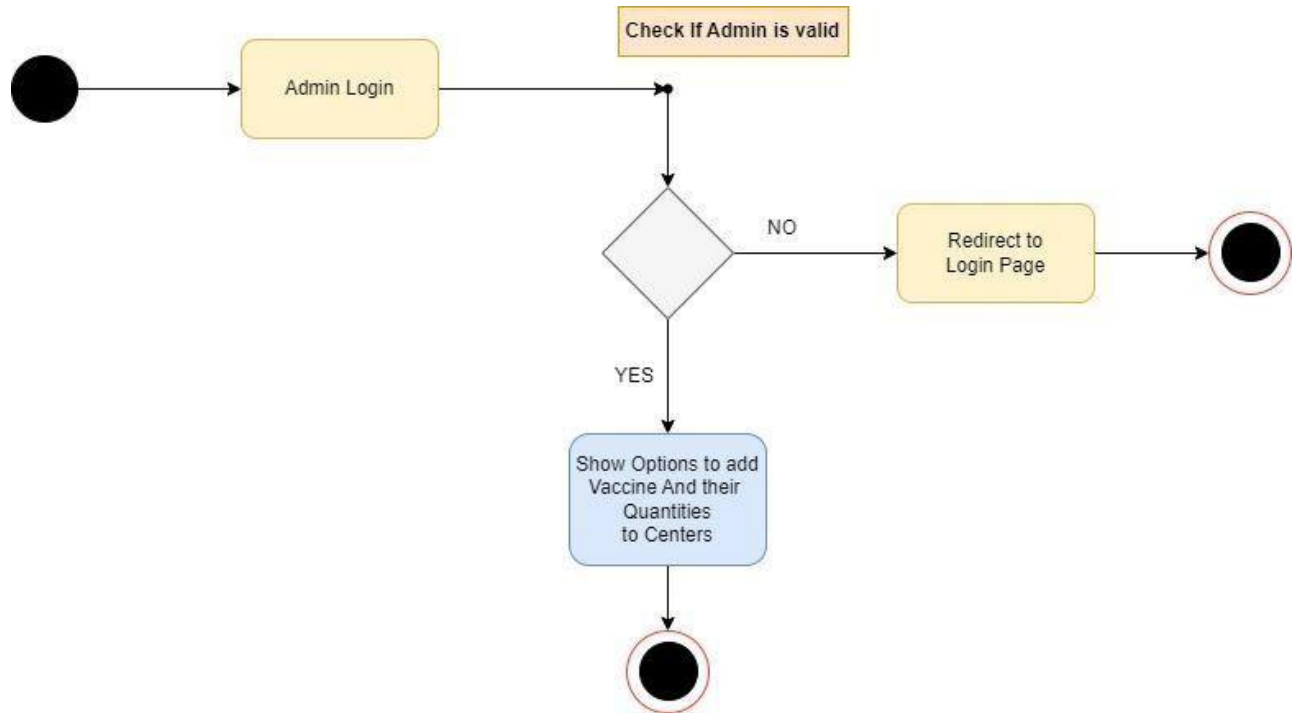 Check If Admin is valid
Admin Login
NO
Redirect to
Login Page
YES
Show Options to add
Vaccine And their
Quantities
to Centers